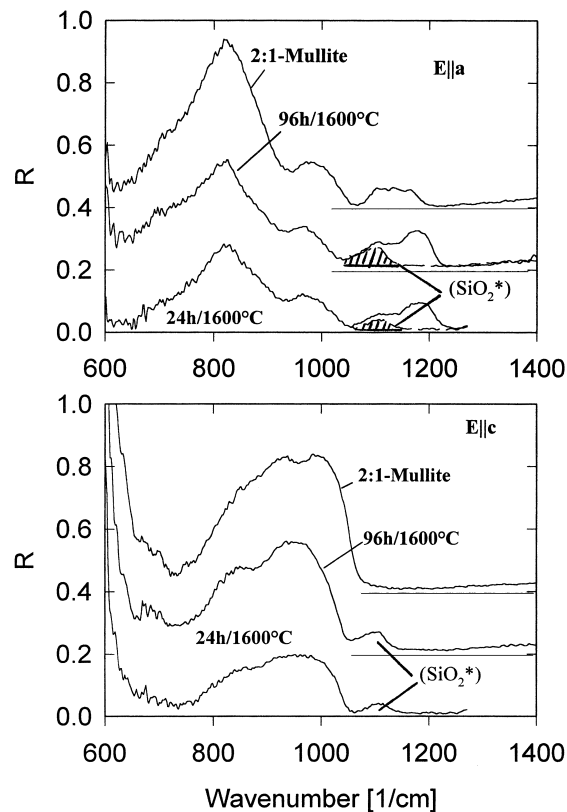 1.0
2:1-Mullite
E||a
0.8
96h/1600°C
0.6
R
0.4
0.2
(SiO2*)
24h/1600°C
0.0
600 800 1000 1200 1400
1.0
E||c
0.8
2:1-Mullite
0.6
96h/1600°C
R
0.4
24h/1600°C
0.2
(SiO2*)
0.0
600 800 1000 1200 1400
Wavenumber [1/cm]